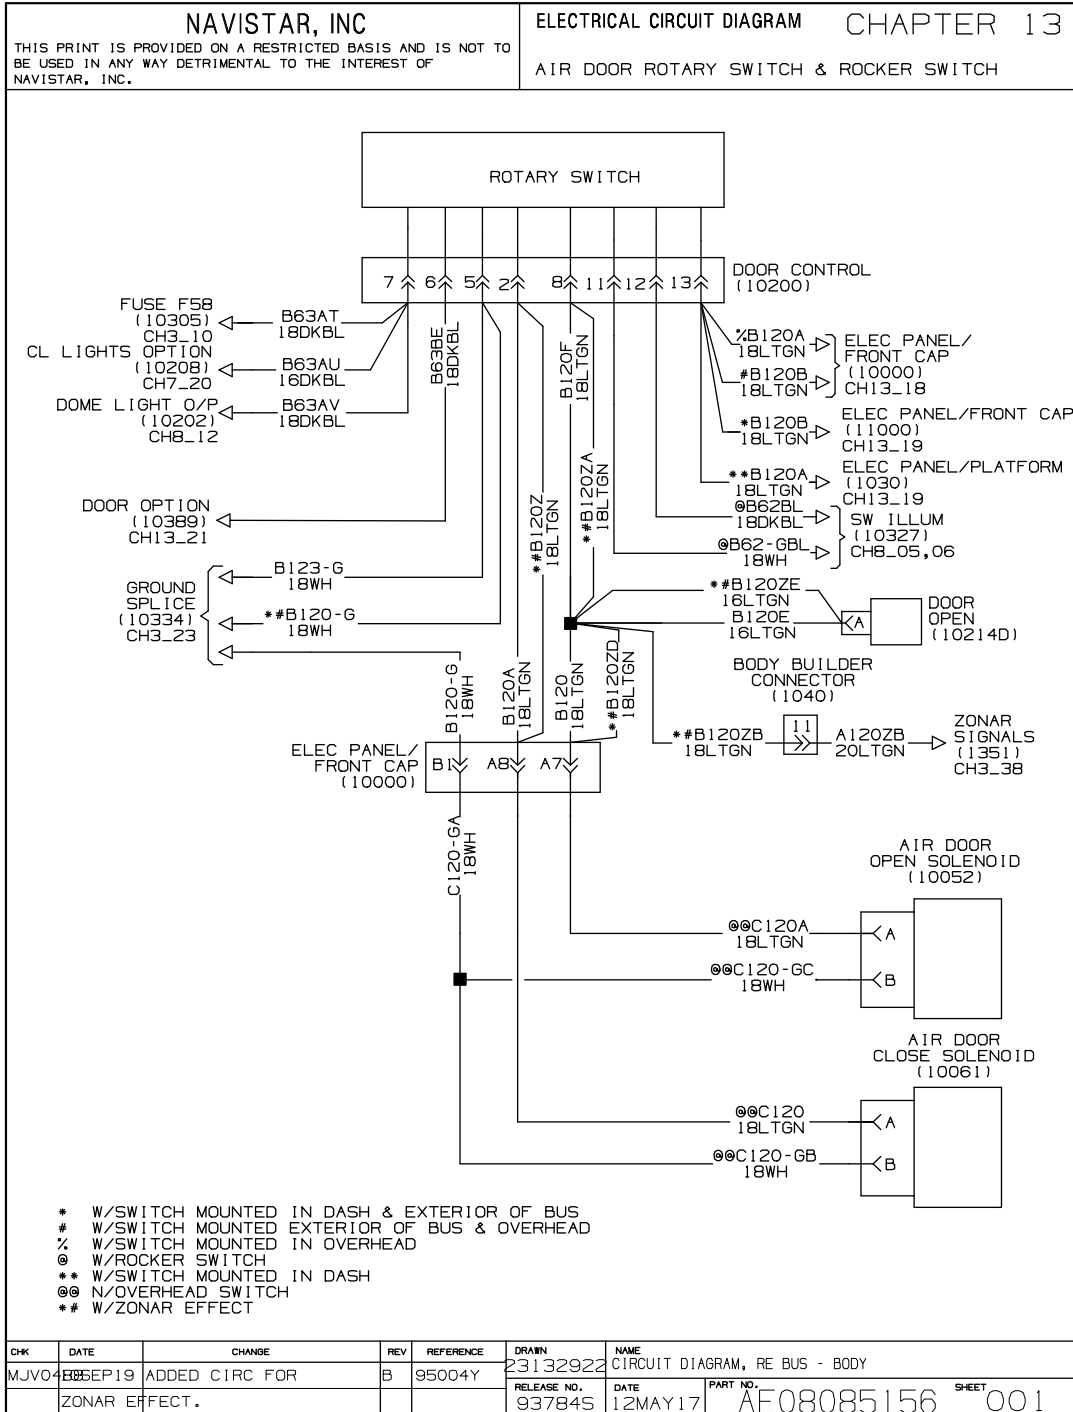 NAVISTAR, INC
THIS PRINT IS PROVIDED ON A RESTRICTED BASIS AND IS NOT TO
BE USED IN ANY WAY DETRIMENTAL TO THE INTEREST OF
NAVISTAR, INC.
ELECTRICAL CIRCUIT DIAGRAM
CHAPTER 13
AIR DOOR ROTARY SWITCH & ROCKER SWITCH
ROTARY SWITCH
7
6
5
2
8
11
12
13
DOOR CONTROL
(10200)
FUSE F58
(10305)
CH3_10
B63AT
18DKBL
CL LIGHTS OPTION
(10208)
CH7_20
B63AU
16DKBL
DOME LIGHT O/P
(10202)
CH8_12
B63AV
18DKBL
B63BE
18DKBL
B120F
18LTGN
%B120A
18LTGN
#B120B
18LTGN
ELEC PANEL/
FRONT CAP
(10000)
CH13_18
*B120B
18LTGN
ELEC PANEL/FRONT CAP
(11000)
CH13_19
**B120A
18LTGN
ELEC PANEL/PLATFORM
(1030)
CH13_19
@B62BL
18DKBL
@B62-GBL
18WH
SW ILLUM
(10327)
CH8_05,06
*#B120Z
18LTGN
*#B120ZA
18LTGN
DOOR OPTION
(10389)
CH13_21
GROUND
SPLICE
(10334)
CH3_23
B123-G
18WH
*#B120-G
18WH
*#B120ZE
16LTGN
B120E
16LTGN
A
DOOR
OPEN
(10214D)
B120-G
18WH
B120A
18LTGN
B120
18LTGN
*#B120ZD
18LTGN
BODY BUILDER
CONNECTOR
(1040)
*#B120ZB
18LTGN
11
A120ZB
20LTGN
ZONAR
SIGNALS
(1351)
CH3_38
ELEC PANEL/
FRONT CAP
(10000)
B1
A8
A7
C120-GA
18WH
AIR DOOR
OPEN SOLENOID
(10052)
@@C120A
18LTGN
A
@@C120-GC
18WH
B
AIR DOOR
CLOSE SOLENOID
(10061)
@@C120
18LTGN
A
@@C120-GB
18WH
B
* W/SWITCH MOUNTED IN DASH & EXTERIOR OF BUS
# W/SWITCH MOUNTED EXTERIOR OF BUS & OVERHEAD
% W/SWITCH MOUNTED IN OVERHEAD
@ W/ROCKER SWITCH
** W/SWITCH MOUNTED IN DASH
@@ N/OVERHEAD SWITCH
*# W/ZONAR EFFECT
CHK DATE CHANGE REV REFERENCE
ADDED CIRC FOR B 95004Y
ZONAR EFFECT.
DRAWN
23132922
NAME
CIRCUIT DIAGRAM, RE BUS - BODY
RELEASE NO.
93784S
DATE
12MAY17
PART NO.
AE08085156
SHEET
001